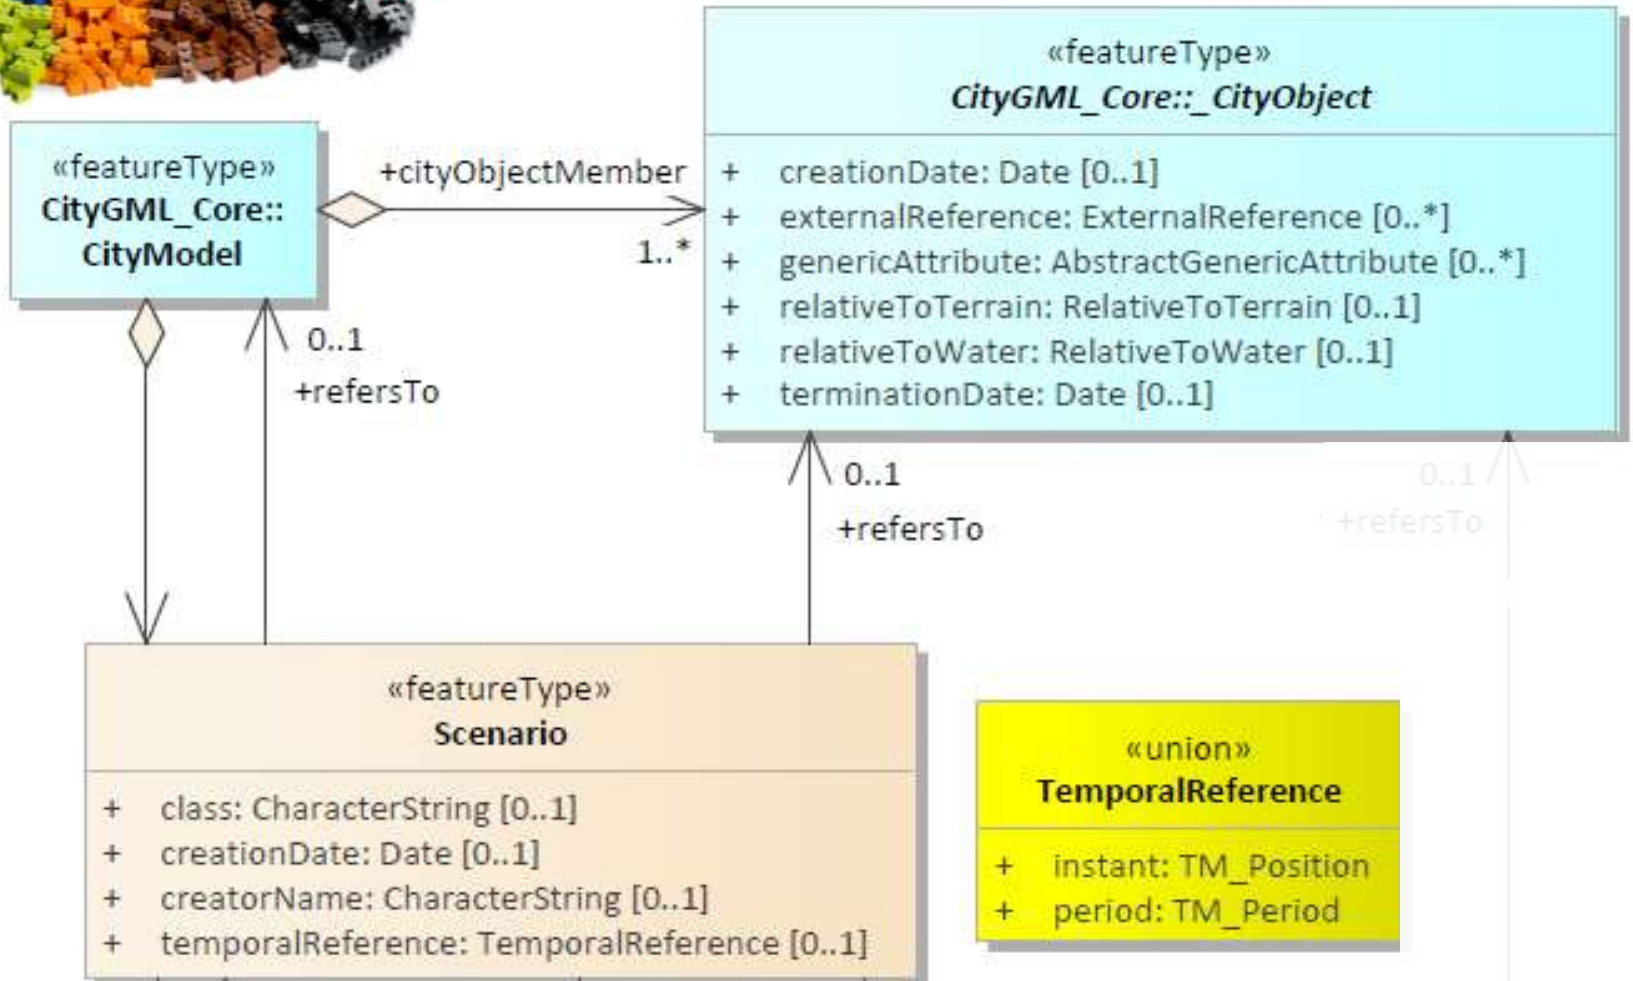 «featureType»
CityGML_Core::_CityObject
+ creationDate: Date [0..1]
+ externalReference: ExternalReference [0..*]
+ genericAttribute: AbstractGenericAttribute [0..*]
+ relativeToTerrain: RelativeToTerrain [0..1]
+ relativeToWater: RelativeToWater [0..1]
+ terminationDate: Date [0..1]
«featureType»
CityGML_Core::
CityModel
+cityObjectMember
1..*
0..1
+refersTo
0..1
+refersTo
0..1
+refersTo
«featureType»
Scenario
+ class: CharacterString [0..1]
+ creationDate: Date [0..1]
+ creatorName: CharacterString [0..1]
+ temporalReference: TemporalReference [0..1]
«union»
TemporalReference
+ instant: TM_Position
+ period: TM_Period